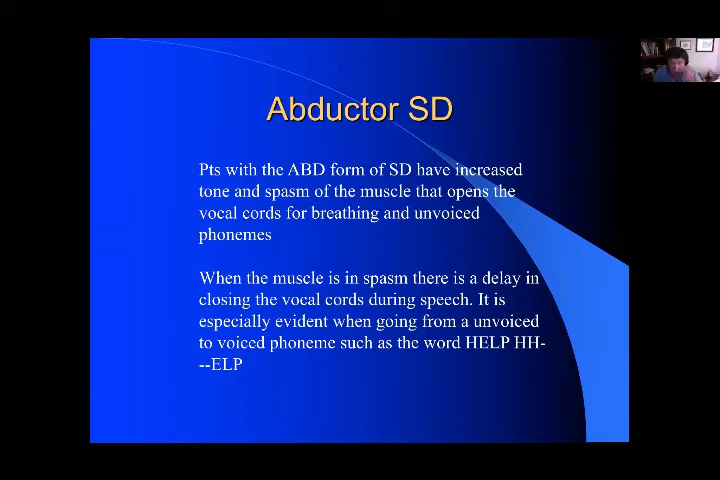 Abductor SD
Pts with the ABD form of SD have increased
tone and spasm of the muscle that opens the
vocal cords for breathing and unvoiced
phonemes
When the muscle is in spasm there is a delay in
closing the vocal cords during speech. It is
especially evident when going from a unvoiced
to voiced phoneme such as the word HELP HH-
--ELP